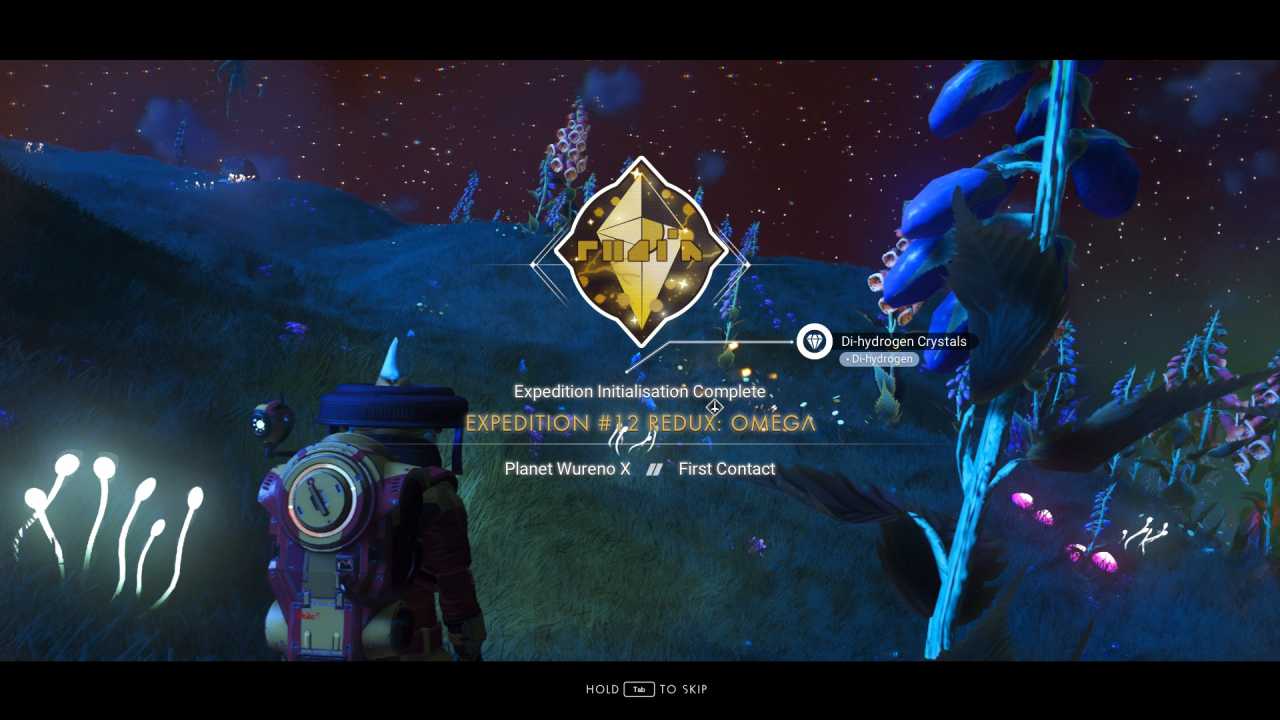 Di-hydrogen Crystals
• Di-hydrogen
Expedition Initialisation Complete
EXPEDITION #12 REDUX: OMEGA
Planet Wureno X // First Contact
HOLD Tab TO SKIP